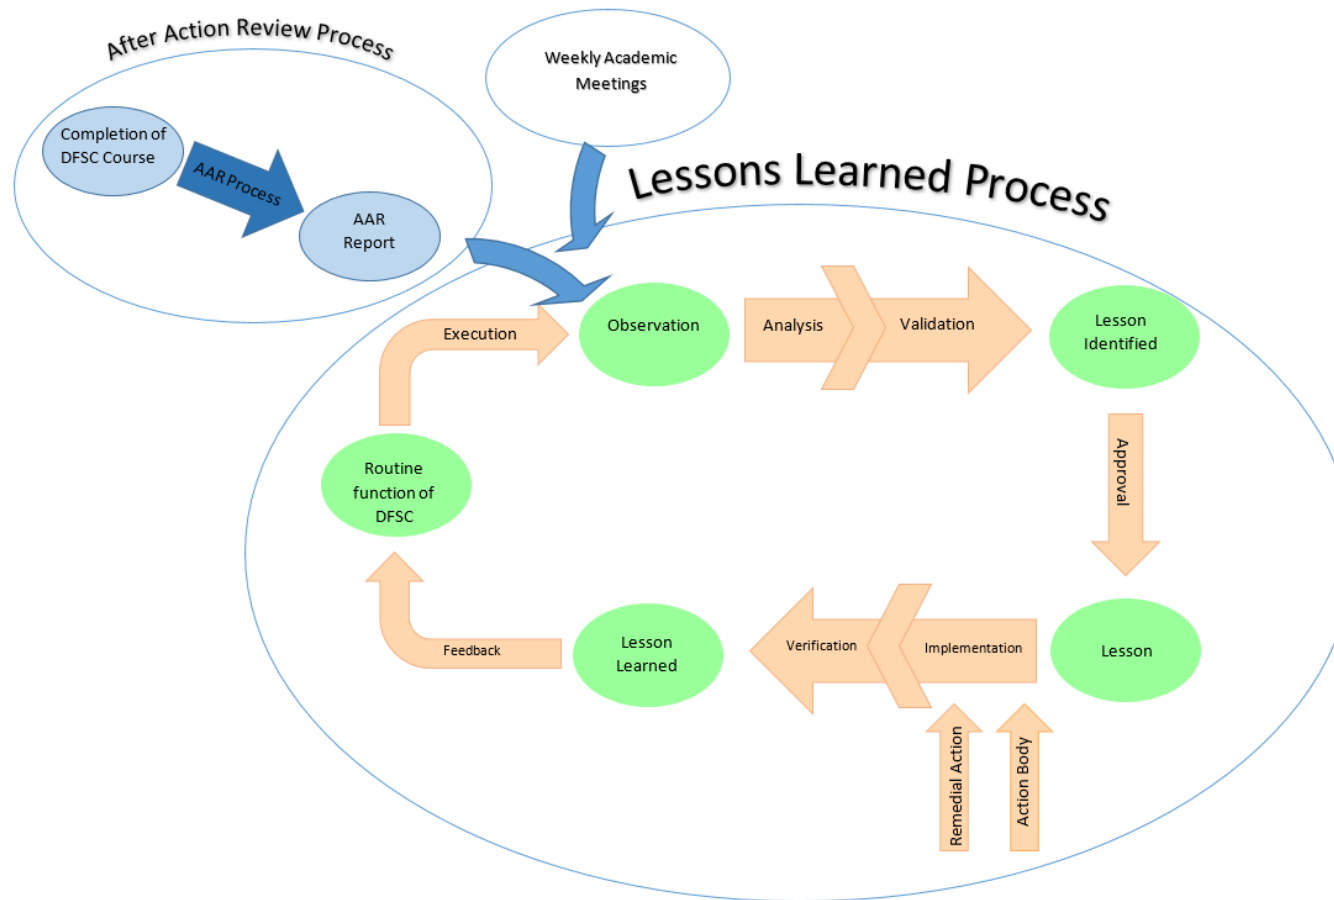 After Action Review Process
Weekly Academic
Meetings
Completion of
DFSC Course
AAR Process
AAR
Report
Lessons Learned Process
Execution
Observation
Analysis
Validation
Lesson
Identified
Approval
Routine
function of
DFSC
Feedback
Lesson
Learned
Verification
Implementation
Lesson
Remedial Action
Action Body